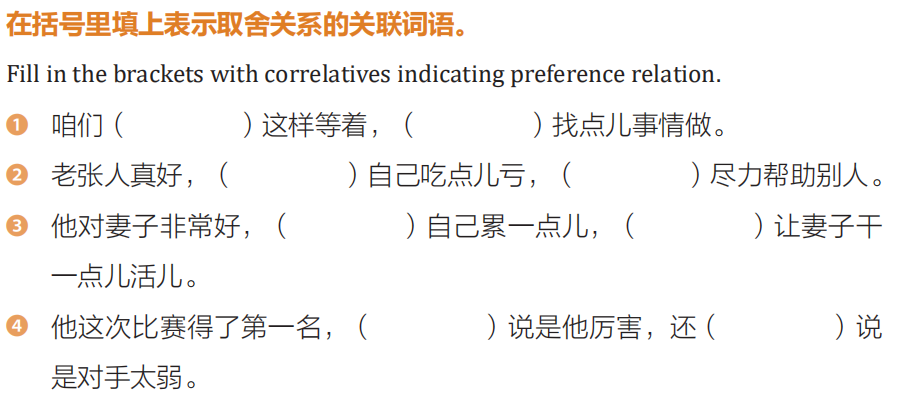 在括号里填上表示取舍关系的关联词语。
Fill in the brackets with correlatives indicating preference relation.
1 咱们（　　　　）这样等着，（　　　　）找点儿事情做。
2 老张人真好，（　　　　）自己吃点儿亏，（　　　　）尽力帮助别人。
3 他对妻子非常好，（　　　　）自己累一点儿，（　　　　）让妻子干
一点儿活儿。
4 他这次比赛得了第一名，（　　　　）说是他厉害，还（　　　　）说
是对手太弱。